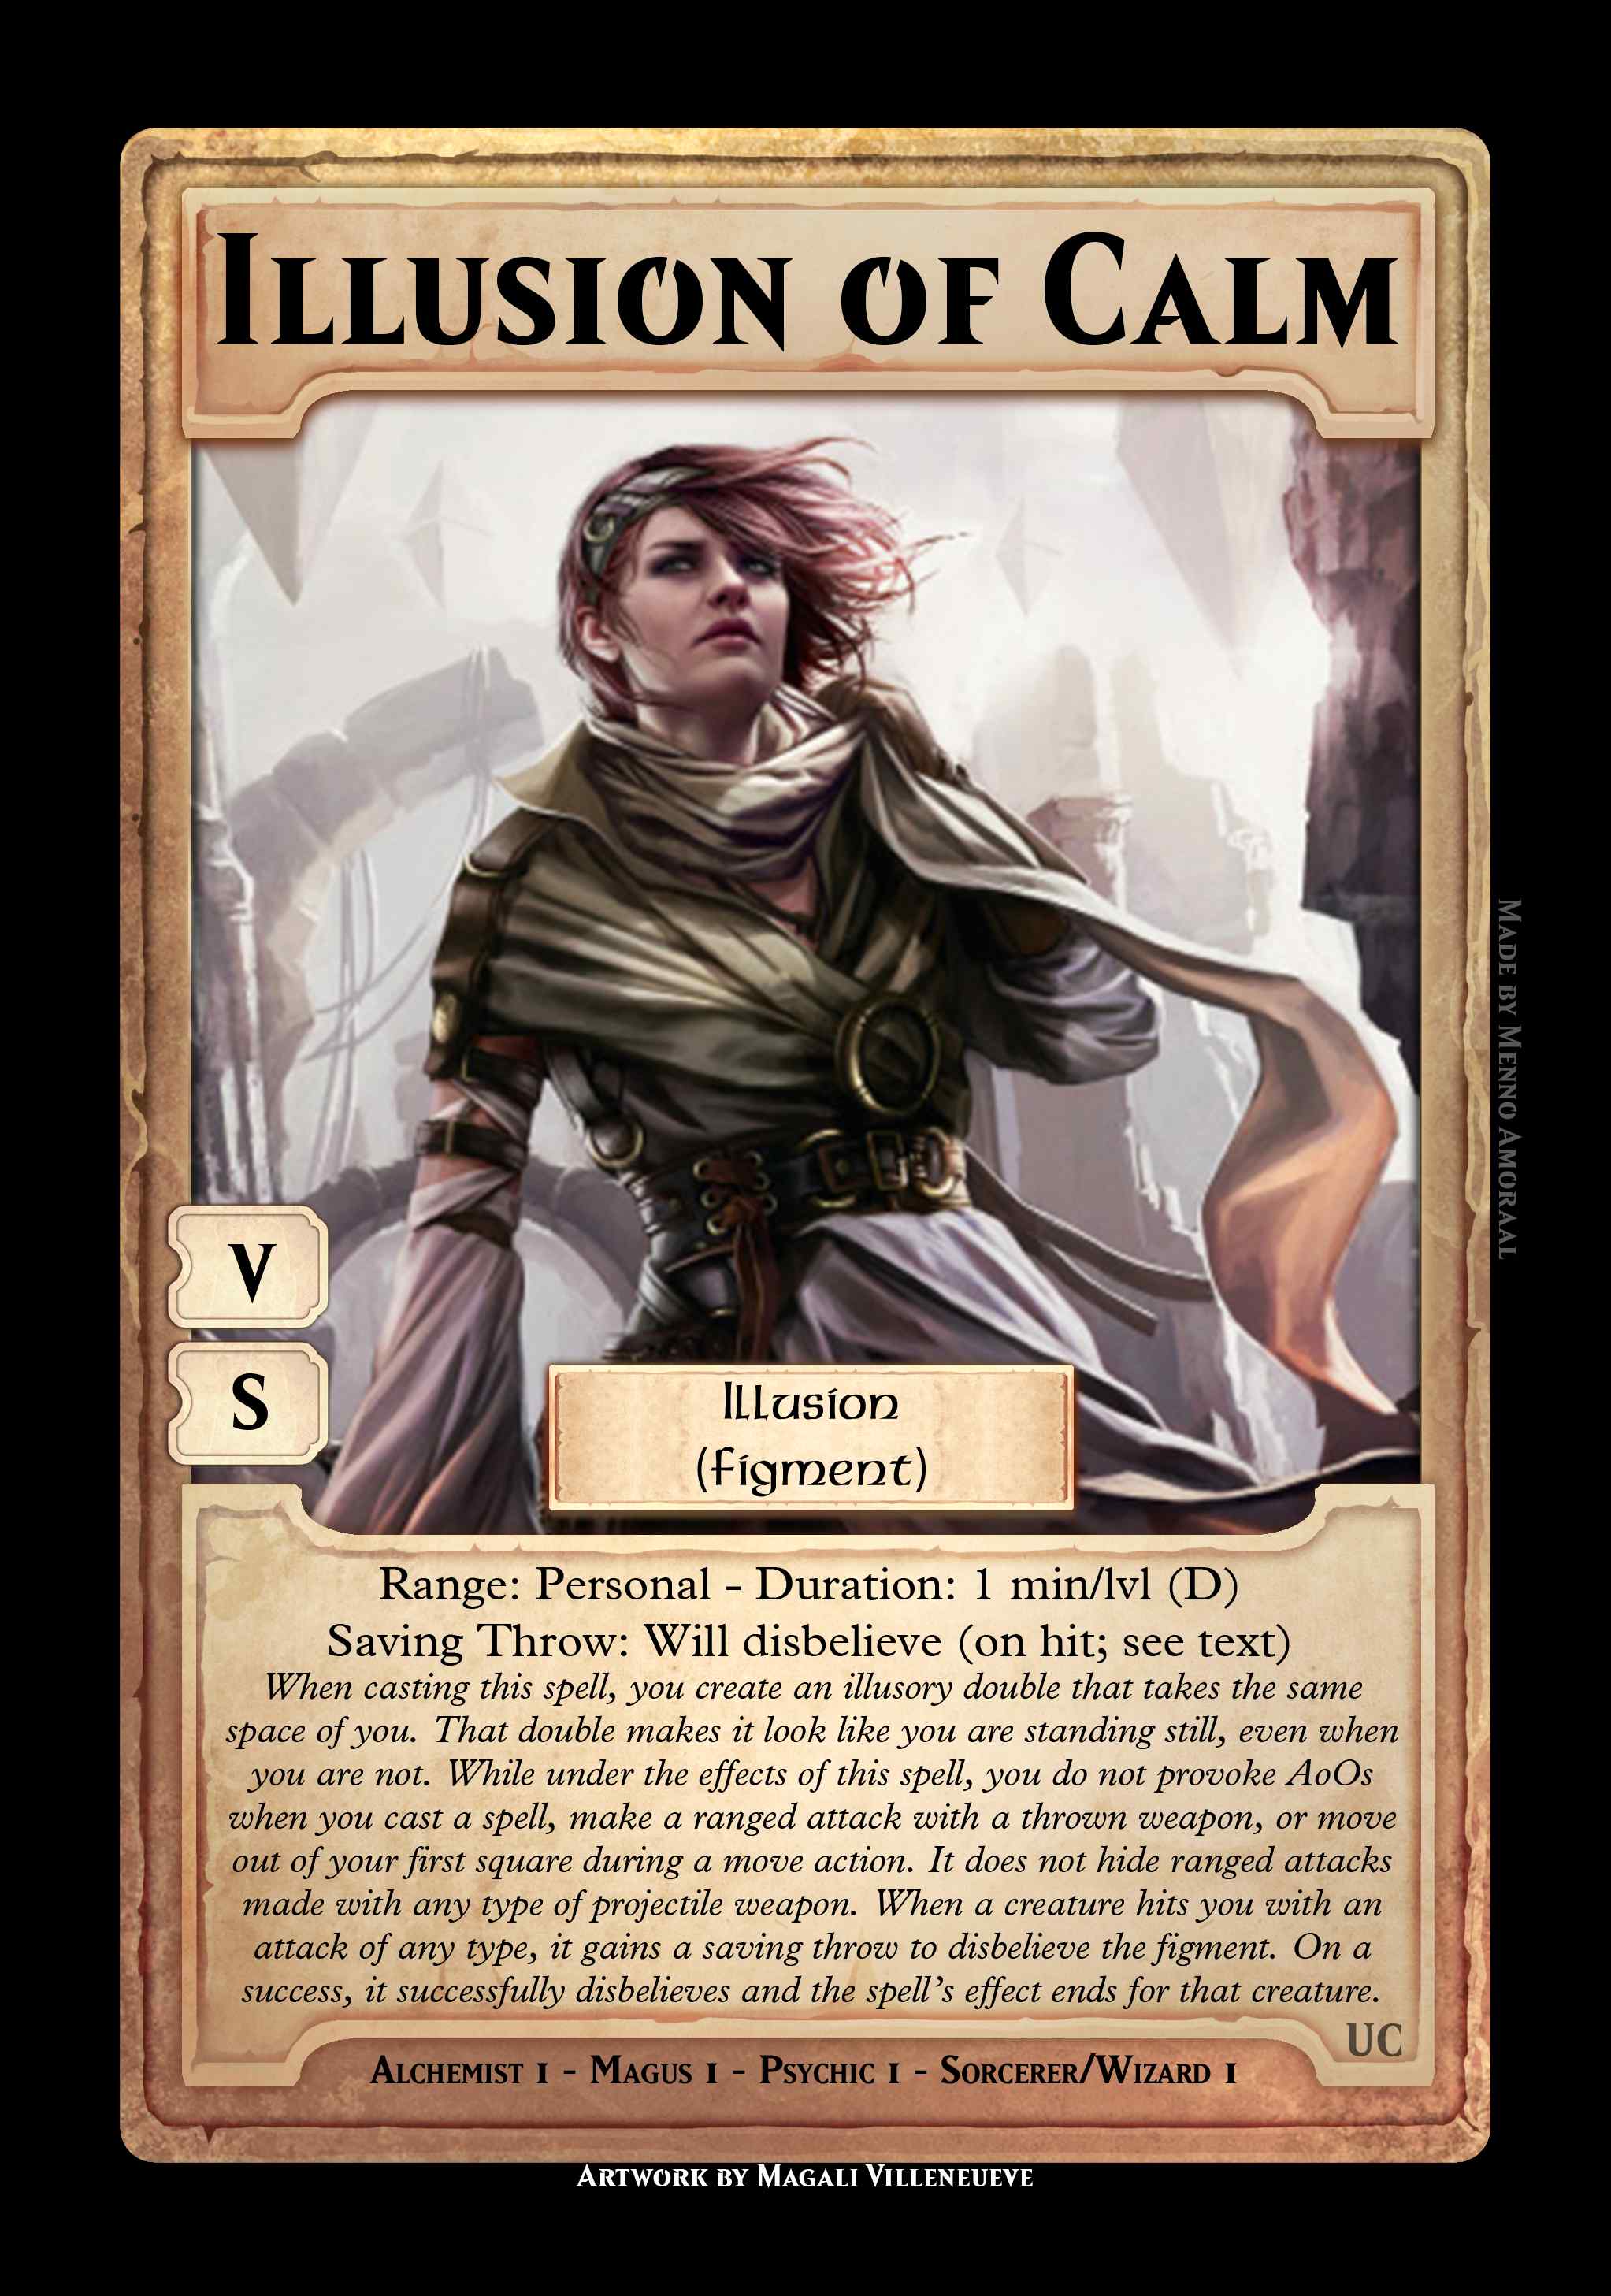 Illusion of Calm
V
S
Illusion
(Figment)
Range: Personal - Duration: 1 min/lvl (D)
Saving Throw: Will disbelieve (on hit; see text)
When casting this spell, you create an illusory double that takes the same
space of you. That double makes it look like you are standing still, even when
you are not. While under the effects of this spell, you do not provoke AoOs
when you cast a spell, make a ranged attack with a thrown weapon, or move
out of your first square during a move action. It does not hide ranged attacks
made with any type of projectile weapon. When a creature hits you with an
attack of any type, it gains a saving throw to disbelieve the figment. On a
success, it successfully disbelieves and the spell's effect ends for that creature.
UC
Alchemist 1 - Magus 1 - Psychic 1 - Sorcerer/Wizard 1
Artwork by Magali Villeneueve
Made by Menno Amoraal